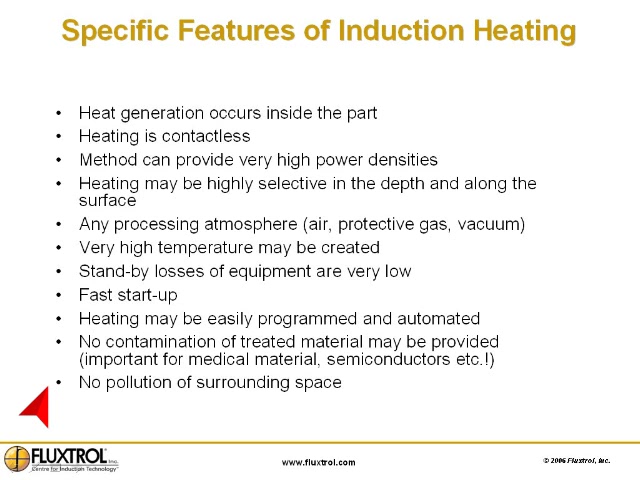 Specific Features of Induction Heating
• Heat generation occurs inside the part
• Heating is contactless
• Method can provide very high power densities
• Heating may be highly selective in the depth and along the
surface
• Any processing atmosphere (air, protective gas, vacuum)
• Very high temperature may be created
• Stand-by losses of equipment are very low
• Fast start-up
• Heating may be easily programmed and automated
• No contamination of treated material may be provided
(important for medical material, semiconductors etc.!)
• No pollution of surrounding space
FLUXTROL Inc.
Centre for Induction Technology
www.fluxtrol.com
© 2006 Fluxtrol, Inc.